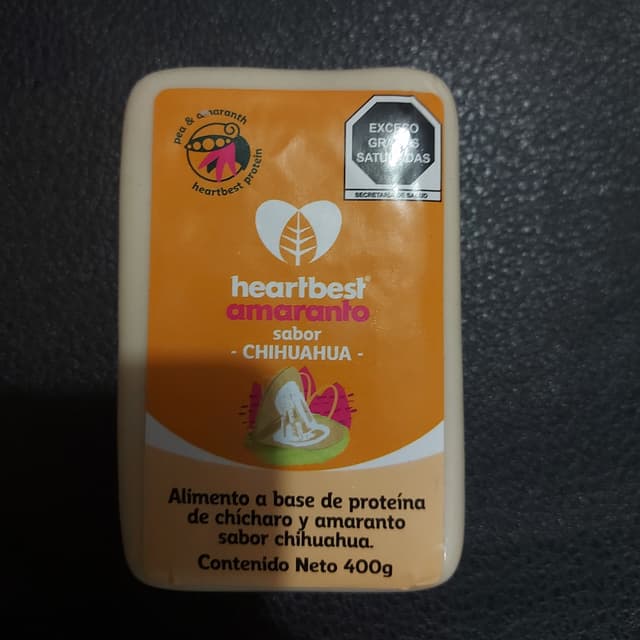 pea & amaranth
heartbest protein
EXCESO
GRASAS
SATURADAS
SECRETARÍA DE SALUD
heartbest®
amaranto
sabor
- CHIHUAHUA -
Alimento a base de proteína
de chícharo y amaranto
sabor chihuahua.
Contenido Neto 400g